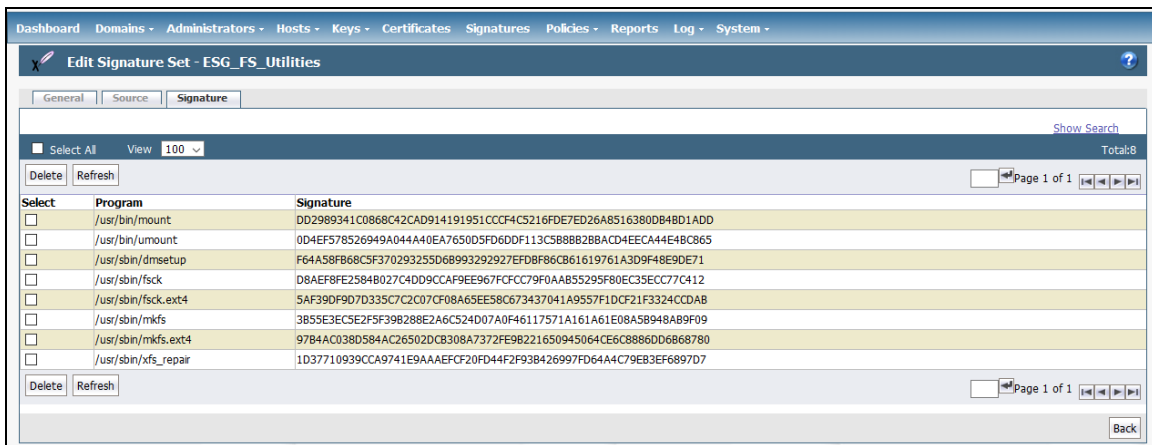 Dashboard Domains Administrators Hosts Keys Certificates Signatures Policies Reports Log System
Edit Signature Set - ESG_FS_Utilities ?
General Source Signature
Show Search
Select All View 100 Total:8
Delete Refresh Page 1 of 1
Select Program Signature
/usr/bin/mount DD2989341C0868C42CAD914191951CCCF4C5216FDE7ED26A8516380DB4BD1ADD
/usr/bin/umount 0D4EF578526949A044A40EA7650D5FD6DDF113C5B8BB2BBACD4EECA44E4BC865
/usr/sbin/dmsetup F64A58FB68C5F370293255D6B993292927EFDBF86CB61619761A3D9F48E9DE71
/usr/sbin/fsck D8AEF8FE2584B027C4DD9CCAF9EE967FCFCC79F0AAB55295F80EC35ECC77C412
/usr/sbin/fsck.ext4 5AF39DF9D7D335C7C2C07CF08A65EE58C673437041A9557F1DCF21F3324CCDAB
/usr/sbin/mkfs 3B55E3EC5E2F5F39B288E2A6C524D07A0F46117571A161A61E08A5B948AB9F09
/usr/sbin/mkfs.ext4 97B4AC038D584AC26502DCB308A7372FE9B221650945064CE6C8886DD6B68780
/usr/sbin/xfs_repair 1D37710939CCA9741E9AAAEFCF20FD44F2F93B426997FD64A4C79EB3EF6897D7
Delete Refresh Page 1 of 1
Back